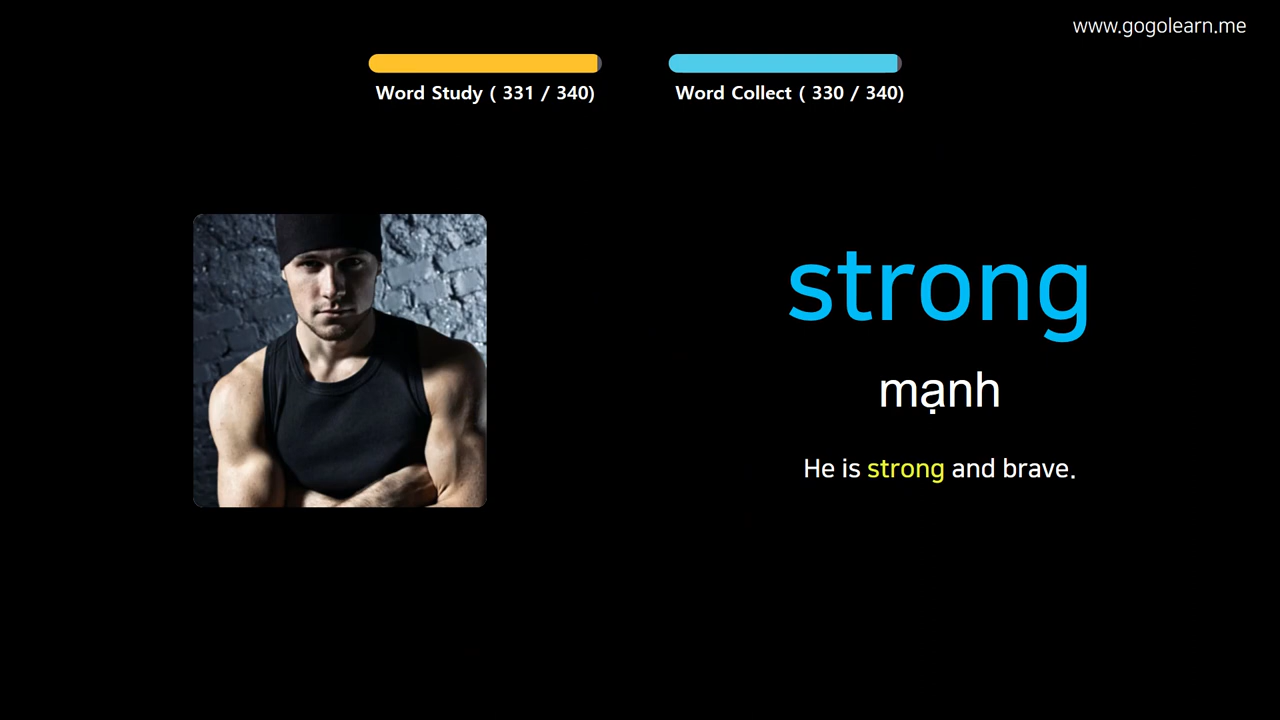 www.gogolearn.me
Word Study ( 331 / 340)
Word Collect ( 330 / 340)
strong
mạnh
He is strong and brave.